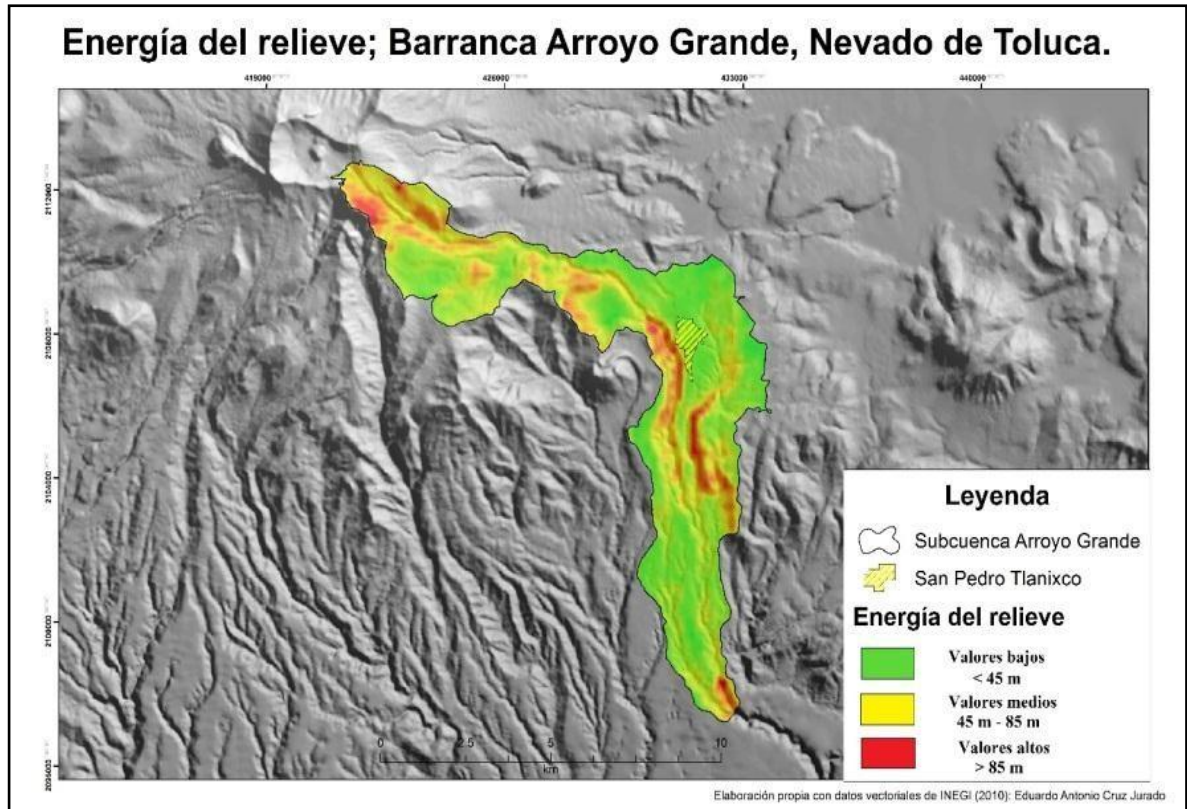 Energía del relieve; Barranca Arroyo Grande, Nevado de Toluca.
419000 426000 433000 440000
2112000
2108000
2104000
2100000
Leyenda
Subcuenca Arroyo Grande
San Pedro Tlanixco
Energía del relieve
Valores bajos
< 45 m
Valores medios
45 m - 85 m
Valores altos
> 85 m
0 2.5 5 10
km
Elaboración propia con datos vectoriales de INEGI (2010): Eduardo Antonio Cruz Jurado